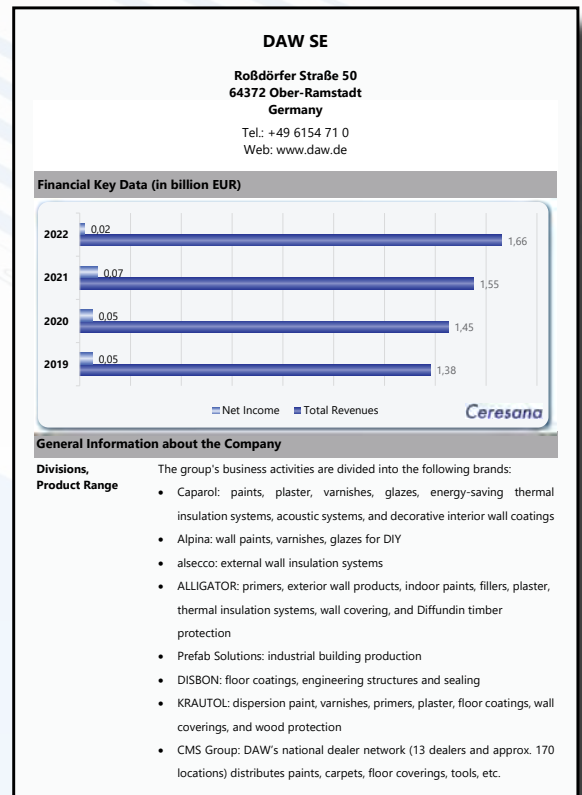 DAW SE
Roßdörfer Straße 50
64372 Ober-Ramstadt
Germany
Tel.: +49 6154 71 0
Web: www.daw.de
Financial Key Data (in billion EUR)
2022
0,02
1,66
2021
0,07
1,55
2020
0,05
1,45
2019
0,05
1,38
Net Income Total Revenues
Ceresana
General Information about the Company
Divisions, The group's business activities are divided into the following brands:
Product Range
• Caparol: paints, plaster, varnishes, glazes, energy-saving thermal
insulation systems, acoustic systems, and decorative interior wall coatings
• Alpina: wall paints, varnishes, glazes for DIY
• alsecco: external wall insulation systems
• ALLIGATOR: primers, exterior wall products, indoor paints, fillers, plaster,
thermal insulation systems, wall covering, and Diffundin timber
protection
• Prefab Solutions: industrial building production
• DISBON: floor coatings, engineering structures and sealing
• KRAUTOL: dispersion paint, varnishes, primers, plaster, floor coatings, wall
coverings, and wood protection
• CMS Group: DAW's national dealer network (13 dealers and approx. 170
locations) distributes paints, carpets, floor coverings, tools, etc.